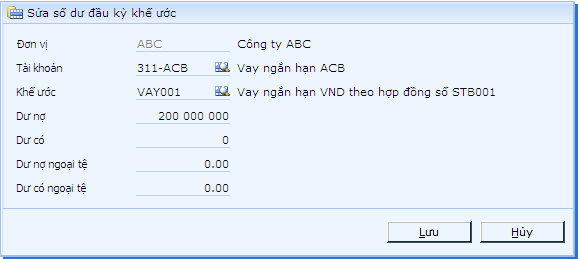 Sửa số dư đầu kỳ khế ước
Đơn vị ABC Công ty ABC
Tài khoản 311-ACB Vay ngắn hạn ACB
Khế ước VAY001 Vay ngắn hạn VND theo hợp đồng số STB001
Dư nợ 200 000 000
Dư có 0
Dư nợ ngoại tệ 0.00
Dư có ngoại tệ 0.00
Lưu Hủy